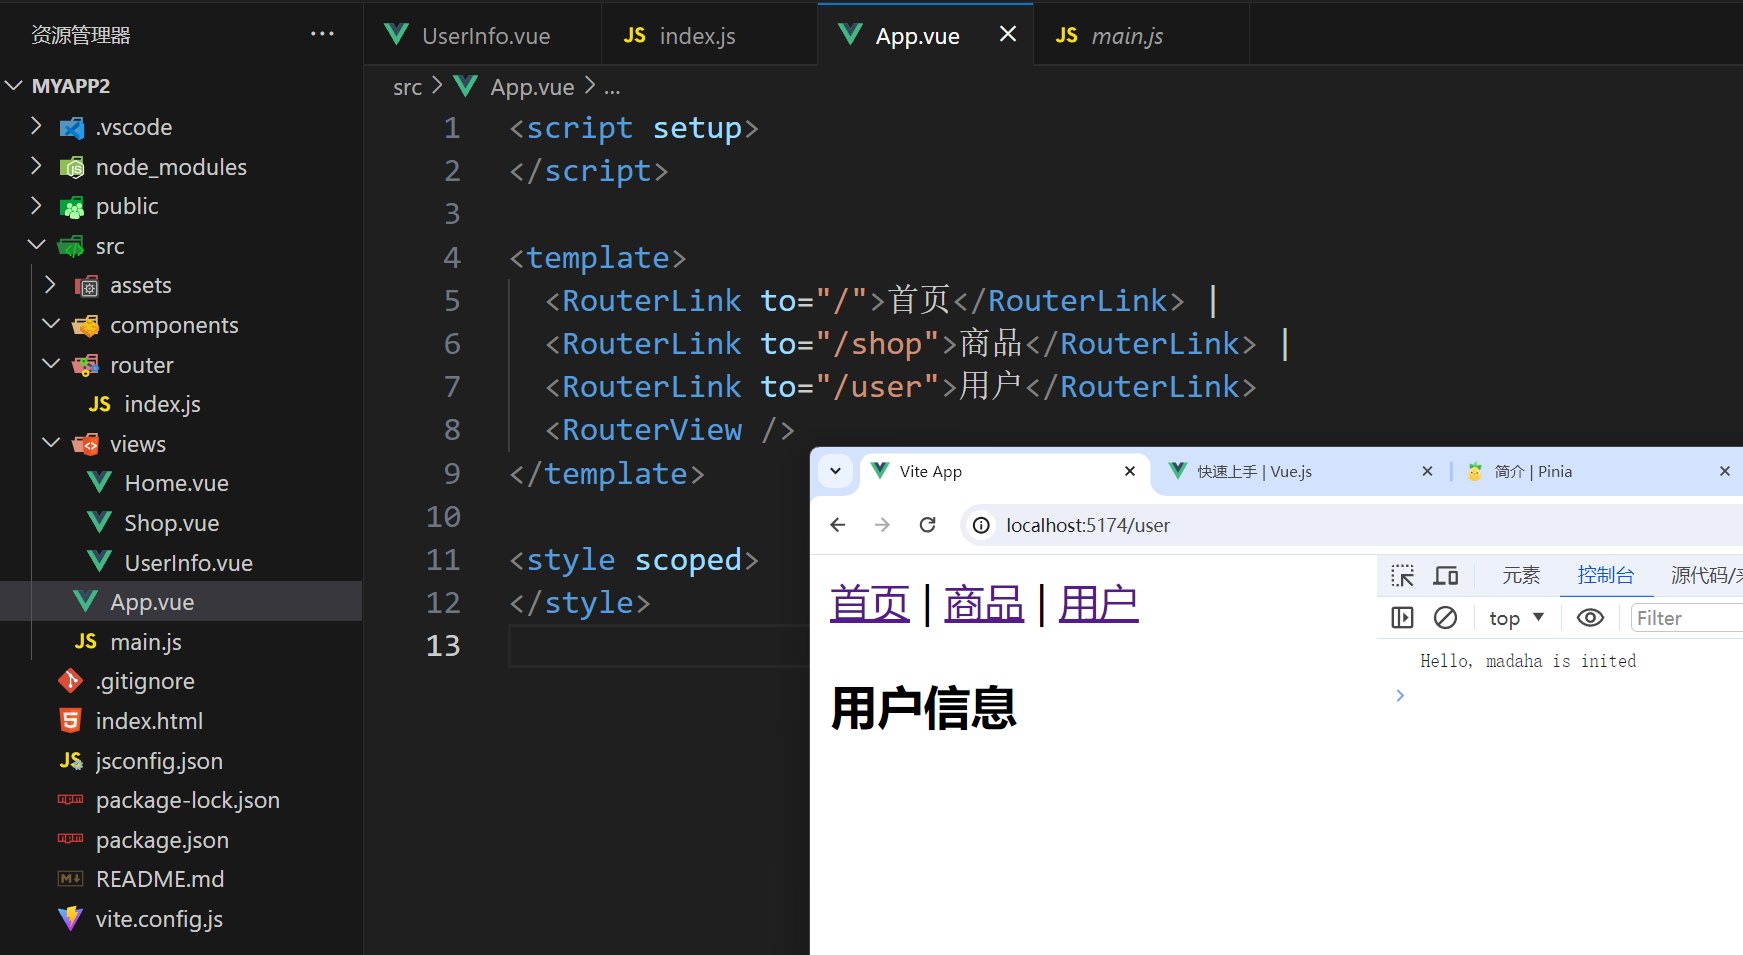 资源管理器 ···
MYAPP2
.vscode
node_modules
public
src
assets
components
router
JS index.js
views
Home.vue
Shop.vue
UserInfo.vue
App.vue
JS main.js
.gitignore
index.html
jsconfig.json
package-lock.json
package.json
README.md
vite.config.js
UserInfo.vue
JS index.js
App.vue
JS main.js
src > App.vue > ...
1 <script setup>
2 </script>
3
4 <template>
5 <RouterLink to="/">首页</RouterLink> |
6 <RouterLink to="/shop">商品</RouterLink> |
7 <RouterLink to="/user">用户</RouterLink>
8 <RouterView />
9 </template>
10
11 <style scoped>
12 </style>
13
Vite App
快速上手 | Vue.js
简介 | Pinia
localhost:5174/user
首页 | 商品 | 用户
用户信息
元素 控制台 源代码/
top Filter
Hello, madaha is inited